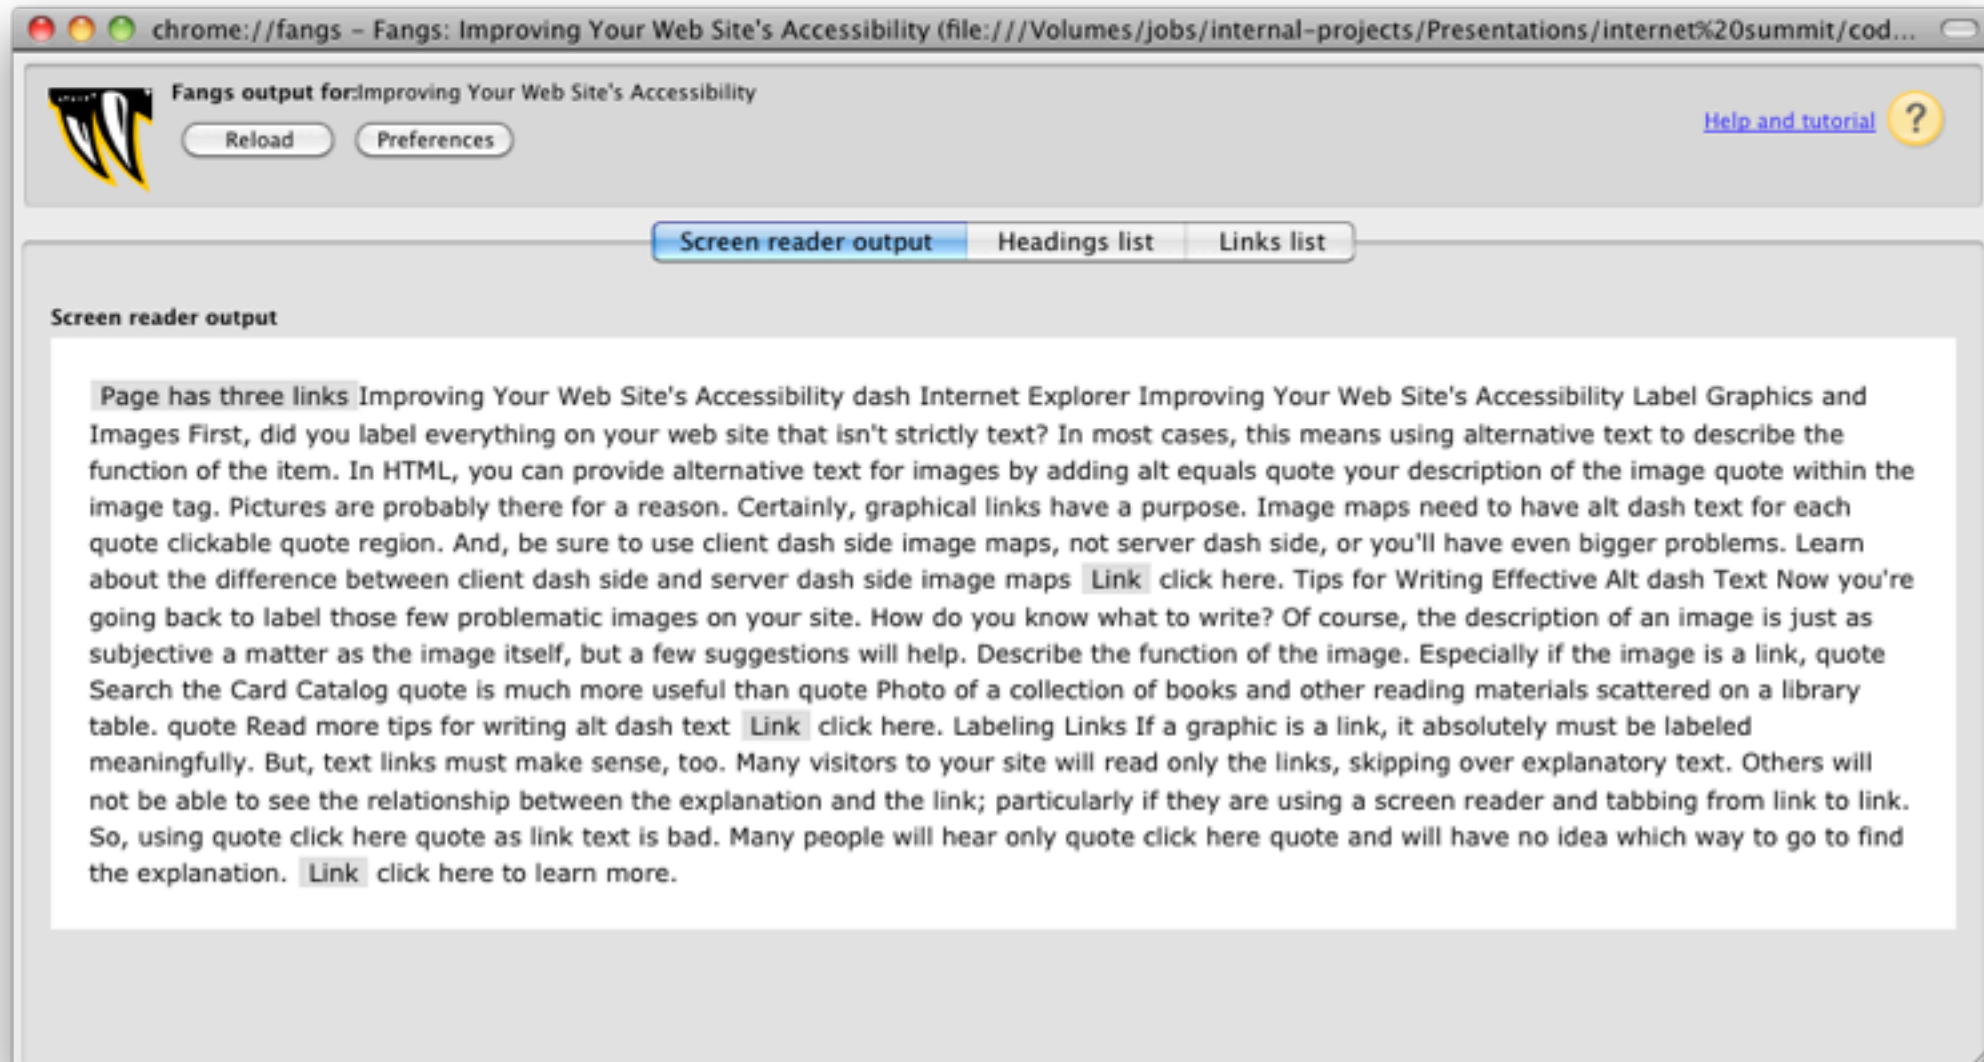 chrome://fangs – Fangs: Improving Your Web Site's Accessibility (file:///Volumes/jobs/internal-projects/Presentations/internet%20summit/cod...
Fangs output for:Improving Your Web Site's Accessibility
Reload Preferences
Help and tutorial ?
Screen reader output Headings list Links list
Screen reader output
Page has three links Improving Your Web Site's Accessibility dash Internet Explorer Improving Your Web Site's Accessibility Label Graphics and
Images First, did you label everything on your web site that isn't strictly text? In most cases, this means using alternative text to describe the
function of the item. In HTML, you can provide alternative text for images by adding alt equals quote your description of the image quote within the
image tag. Pictures are probably there for a reason. Certainly, graphical links have a purpose. Image maps need to have alt dash text for each
quote clickable quote region. And, be sure to use client dash side image maps, not server dash side, or you'll have even bigger problems. Learn
about the difference between client dash side and server dash side image maps Link click here. Tips for Writing Effective Alt dash Text Now you're
going back to label those few problematic images on your site. How do you know what to write? Of course, the description of an image is just as
subjective a matter as the image itself, but a few suggestions will help. Describe the function of the image. Especially if the image is a link, quote
Search the Card Catalog quote is much more useful than quote Photo of a collection of books and other reading materials scattered on a library
table. quote Read more tips for writing alt dash text Link click here. Labeling Links If a graphic is a link, it absolutely must be labeled
meaningfully. But, text links must make sense, too. Many visitors to your site will read only the links, skipping over explanatory text. Others will
not be able to see the relationship between the explanation and the link; particularly if they are using a screen reader and tabbing from link to link.
So, using quote click here quote as link text is bad. Many people will hear only quote click here quote and will have no idea which way to go to find
the explanation. Link click here to learn more.